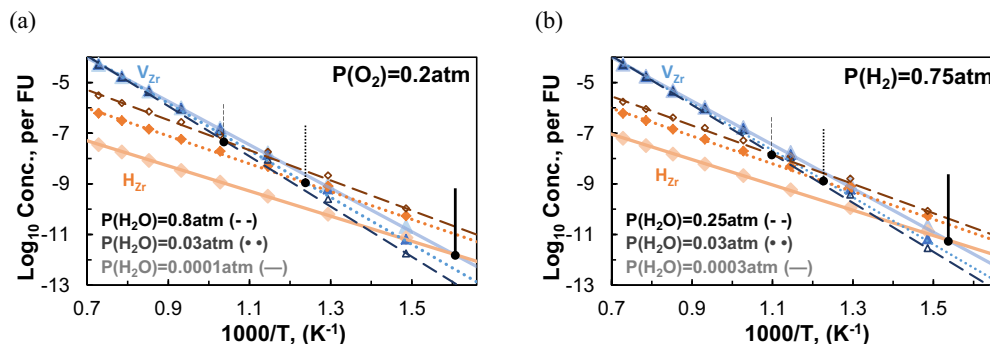 (a)
P(O₂)=0.2atm
V_Zr
H_Zr
P(H₂O)=0.8atm (- -)
P(H₂O)=0.03atm (• •)
P(H₂O)=0.0001atm (—)
Log₁₀ Conc., per FU
-5
-7
-9
-11
-13
0.7 0.9 1.1 1.3 1.5
1000/T, (K⁻¹)
(b)
P(H₂)=0.75atm
V_Zr
H_Zr
P(H₂O)=0.25atm (- -)
P(H₂O)=0.03atm (• •)
P(H₂O)=0.0003atm (—)
Log₁₀ Conc., per FU
-5
-7
-9
-11
-13
0.7 0.9 1.1 1.3 1.5
1000/T, (K⁻¹)